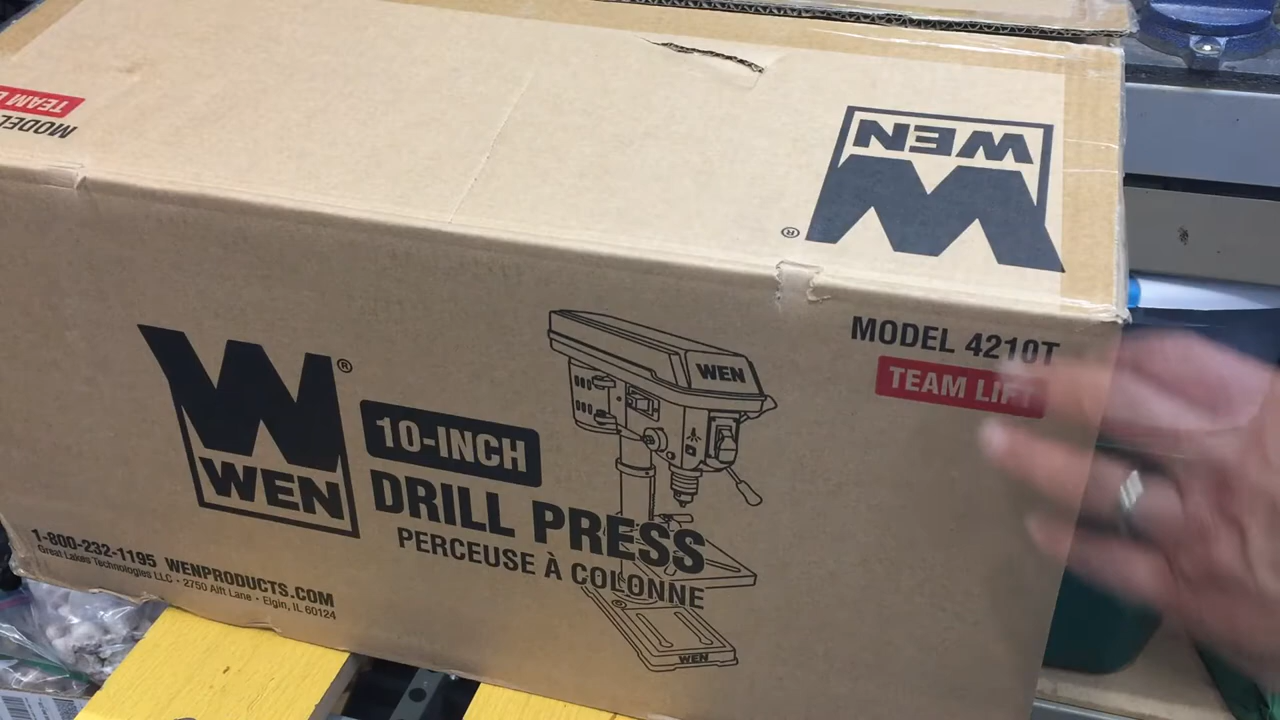 TEAM
MODEL
WEN
®
MODEL 4210T
TEAM LIFT
WEN
®
WEN
10-INCH
DRILL PRESS
PERCEUSE À COLONNE
1-800-232-1195 WENPRODUCTS.COM
Great Lakes Technologies LLC • 2750 Alft Lane • Elgin, IL 60124
WEN